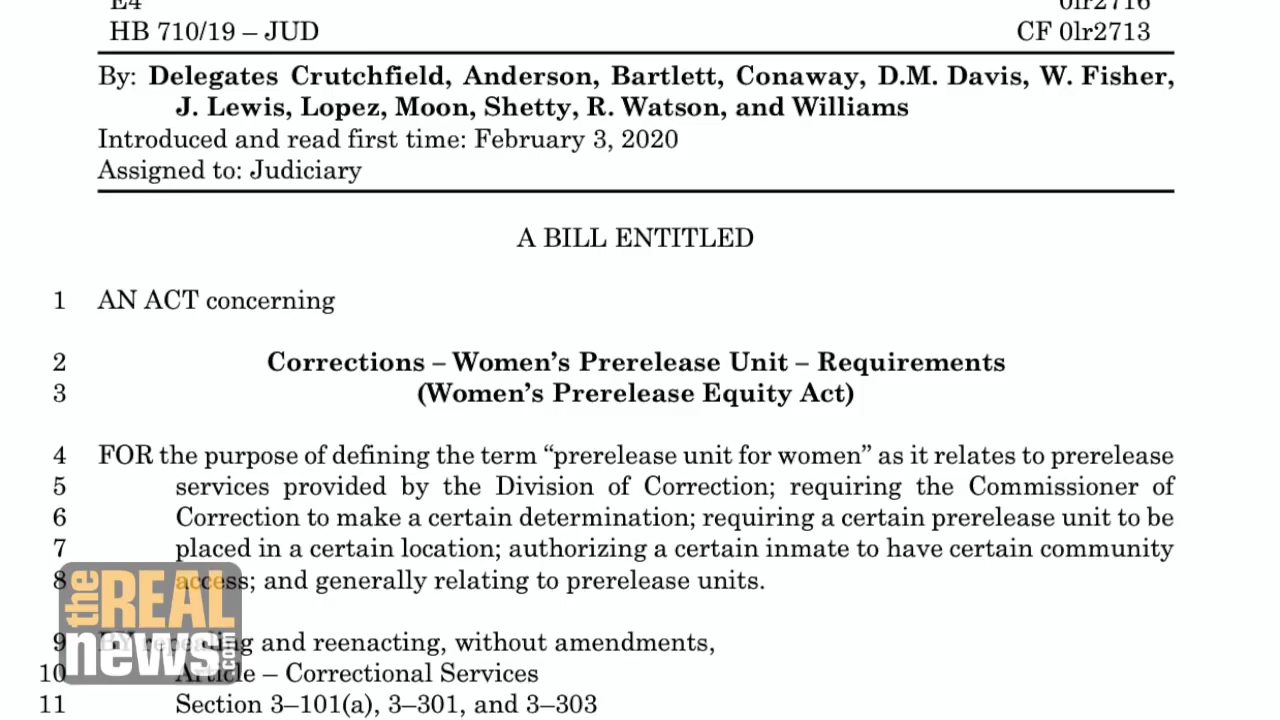 E4 0lr2716
HB 710/19 – JUD CF 0lr2713
By: Delegates Crutchfield, Anderson, Bartlett, Conaway, D.M. Davis, W. Fisher,
J. Lewis, Lopez, Moon, Shetty, R. Watson, and Williams
Introduced and read first time: February 3, 2020
Assigned to: Judiciary
A BILL ENTITLED
1 AN ACT concerning
2 Corrections – Women’s Prerelease Unit – Requirements
3 (Women’s Prerelease Equity Act)
4 FOR the purpose of defining the term “prerelease unit for women” as it relates to prerelease
5 services provided by the Division of Correction; requiring the Commissioner of
6 Correction to make a certain determination; requiring a certain prerelease unit to be
7 placed in a certain location; authorizing a certain inmate to have certain community
8 access; and generally relating to prerelease units.
9 BY repealing and reenacting, without amendments,
10 Article – Correctional Services
11 Section 3–101(a), 3–301, and 3–303
the REAL
news.com